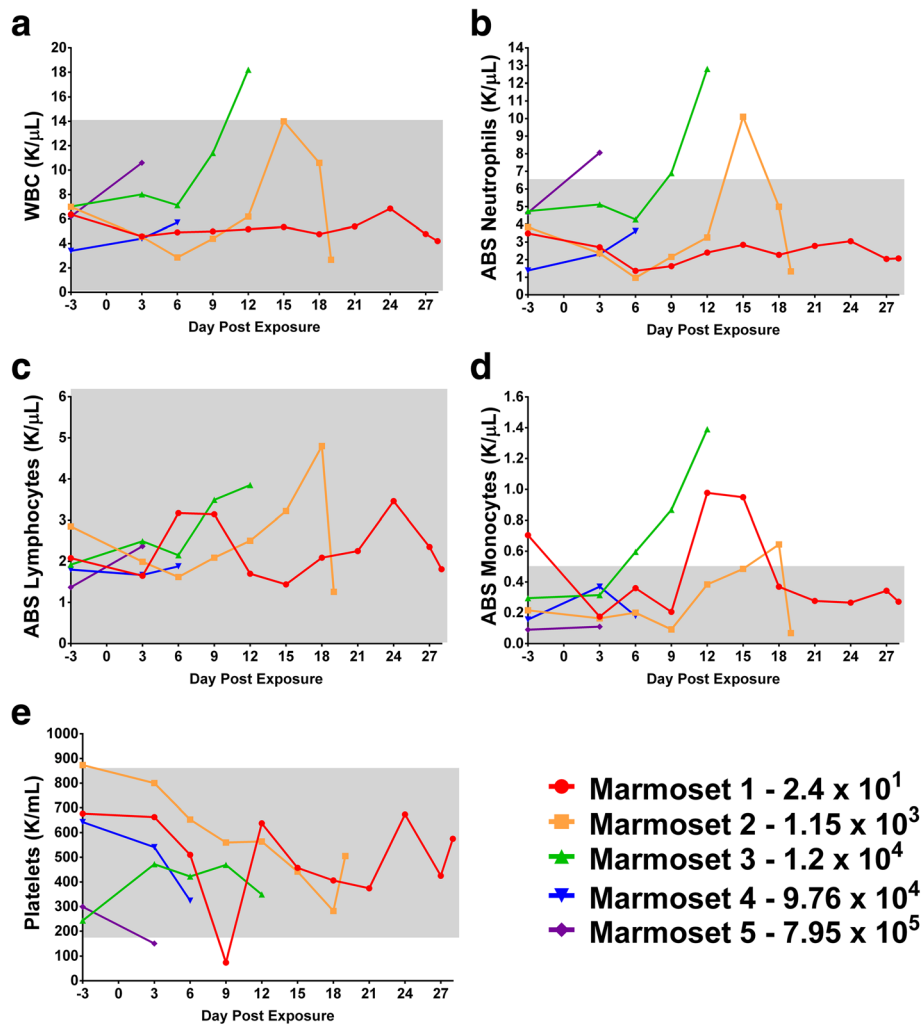 a
WBC (K/μL)
20
18
16
14
12
10
8
6
4
2
0
-3 0 3 6 9 12 15 18 21 24 27
Day Post Exposure
b
ABS Neutrophils (K/μL)
14
13
12
11
10
9
8
7
6
5
4
3
2
1
0
-3 0 3 6 9 12 15 18 21 24 27
Day Post Exposure
c
ABS Lymphocytes (K/μL)
6
5
4
3
2
1
0
-3 0 3 6 9 12 15 18 21 24 27
Day Post Exposure
d
ABS Monocytes (K/μL)
1.6
1.4
1.2
1.0
0.8
0.6
0.4
0.2
0.0
-3 0 3 6 9 12 15 18 21 24 27
Day Post Exposure
e
Platelets (K/mL)
1000
900
800
700
600
500
400
300
200
100
0
-3 0 3 6 9 12 15 18 21 24 27
Day Post Exposure
Marmoset 1 - 2.4 x 10¹
Marmoset 2 - 1.15 x 10³
Marmoset 3 - 1.2 x 10⁴
Marmoset 4 - 9.76 x 10⁴
Marmoset 5 - 7.95 x 10⁵